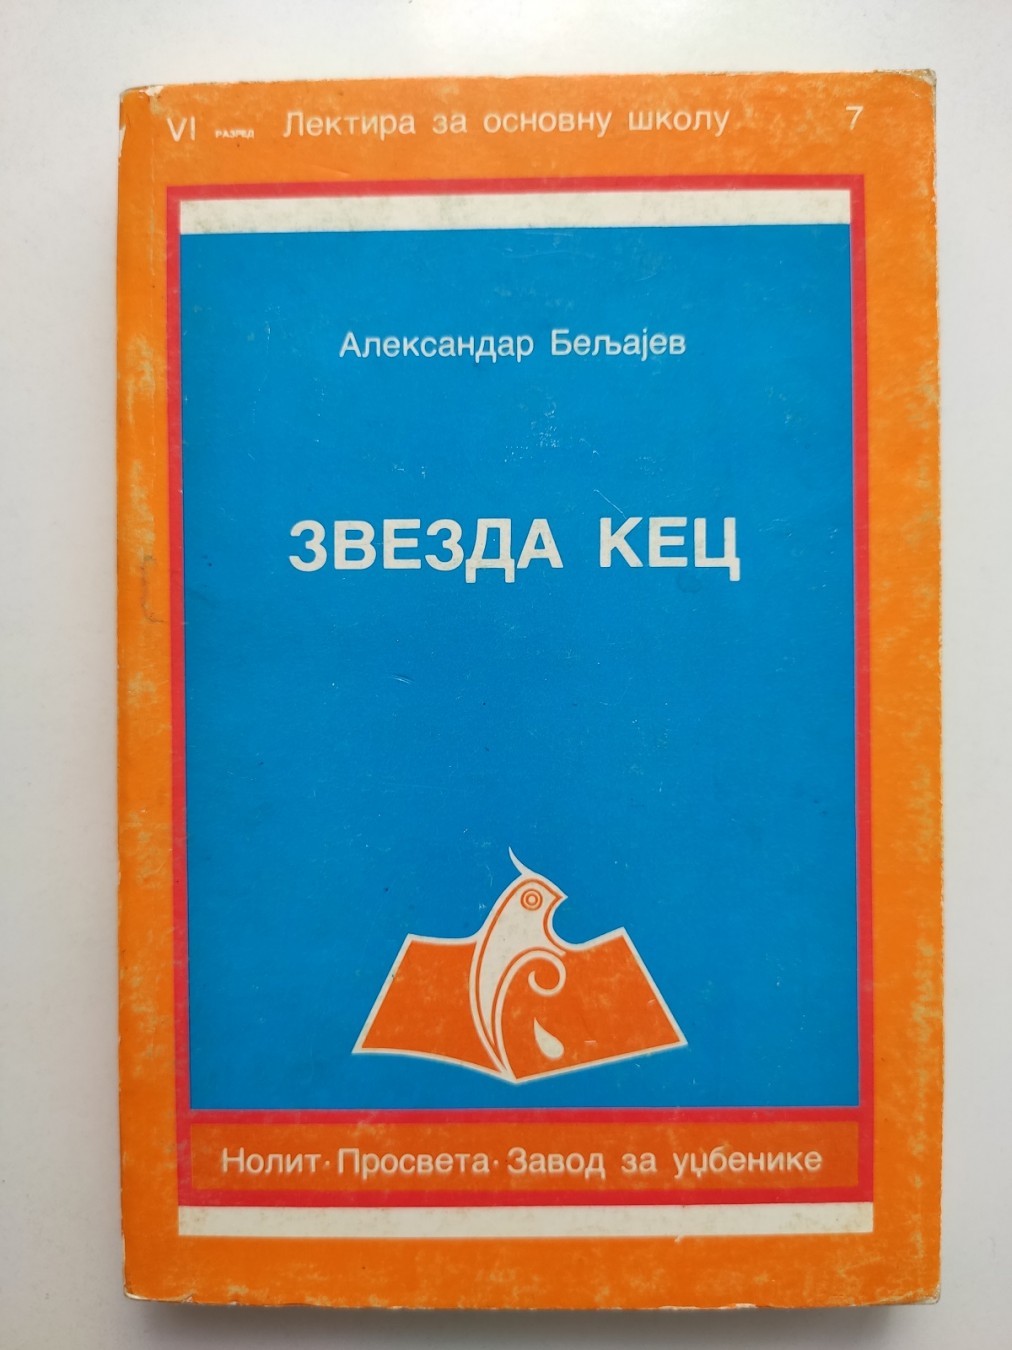 VI РАЗРЕД Лектира за основну школу 7
Александар Бељајев
ЗВЕЗДА КЕЦ
Нолит · Просвета · Завод за уџбенике